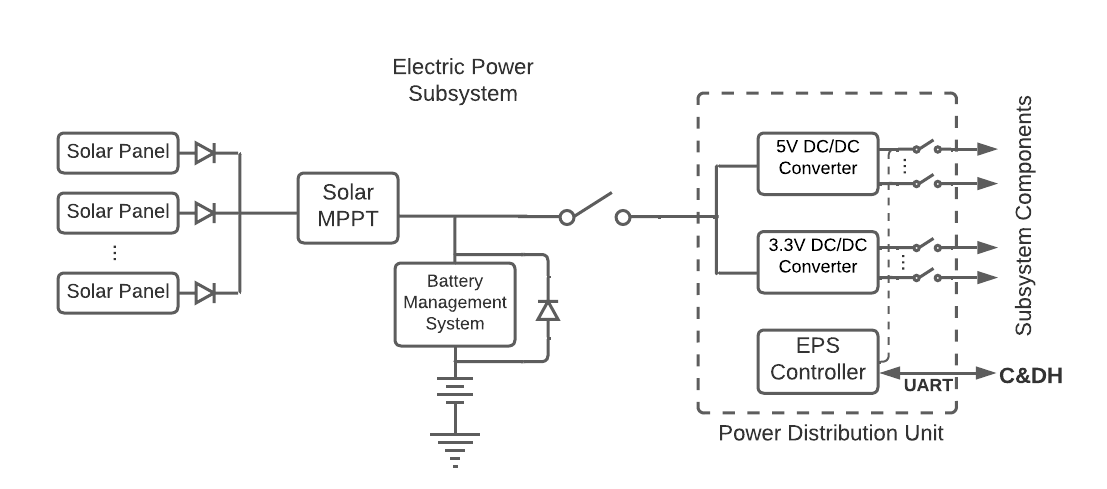 Electric Power
Subsystem
Solar Panel
Solar Panel
Solar Panel
Solar
MPPT
Battery
Management
System
5V DC/DC
Converter
3.3V DC/DC
Converter
EPS
Controller
UART
C&DH
Subsystem Components
Power Distribution Unit